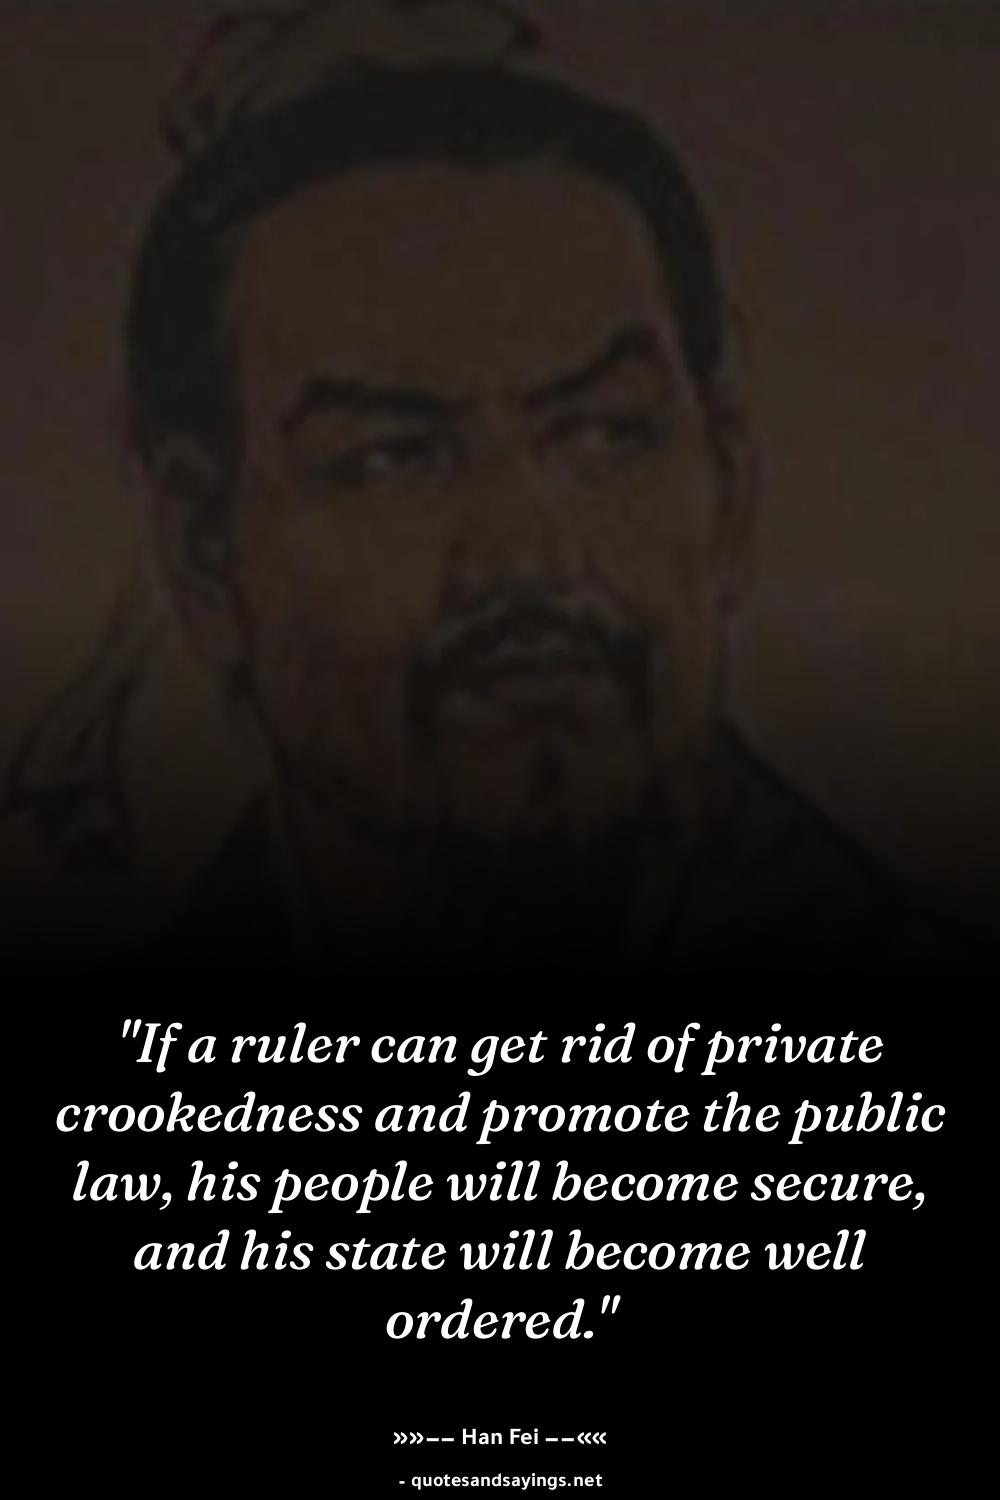 "If a ruler can get rid of private
crookedness and promote the public
law, his people will become secure,
and his state will become well
ordered."
»»–– Han Fei ––««
- quotesandsayings.net